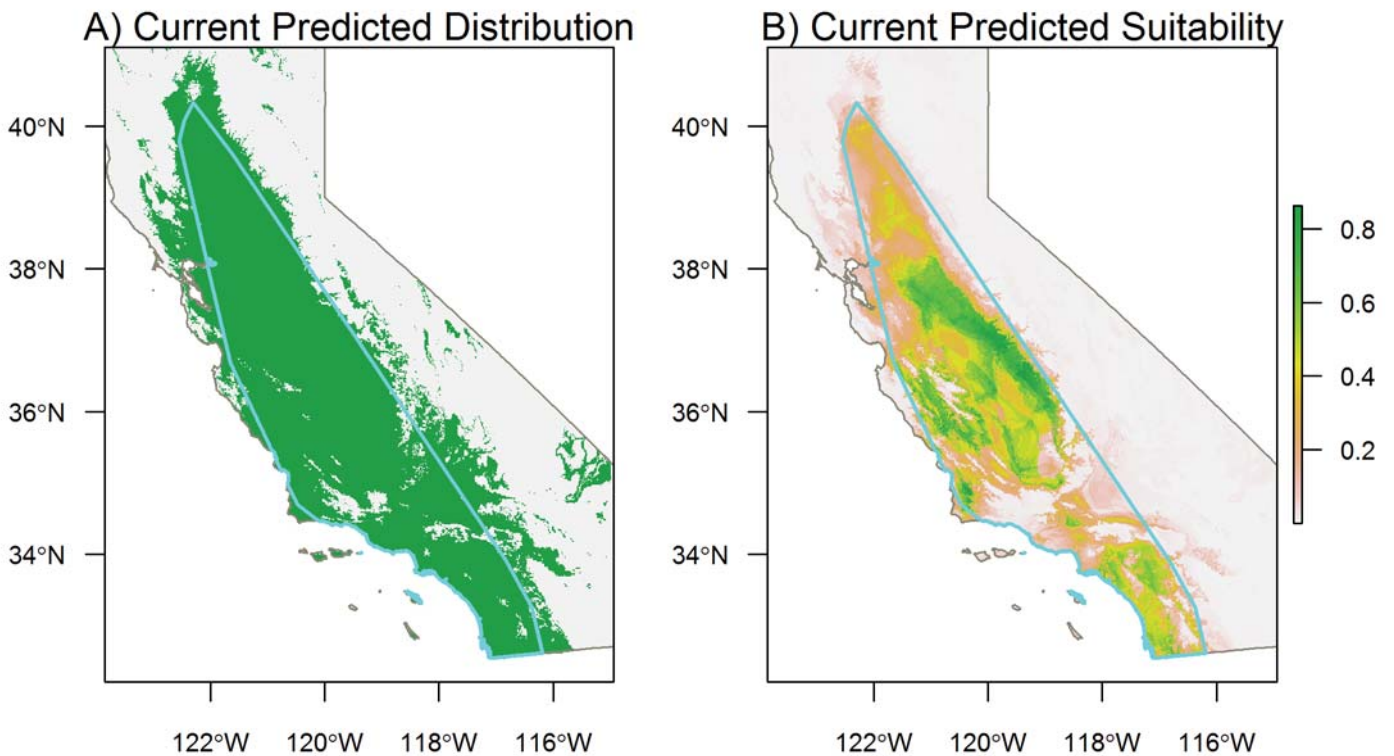 A) Current Predicted Distribution
B) Current Predicted Suitability
40°N
38°N
36°N
34°N
122°W
120°W
118°W
116°W
40°N
38°N
36°N
34°N
122°W
120°W
118°W
116°W
0.8
0.6
0.4
0.2